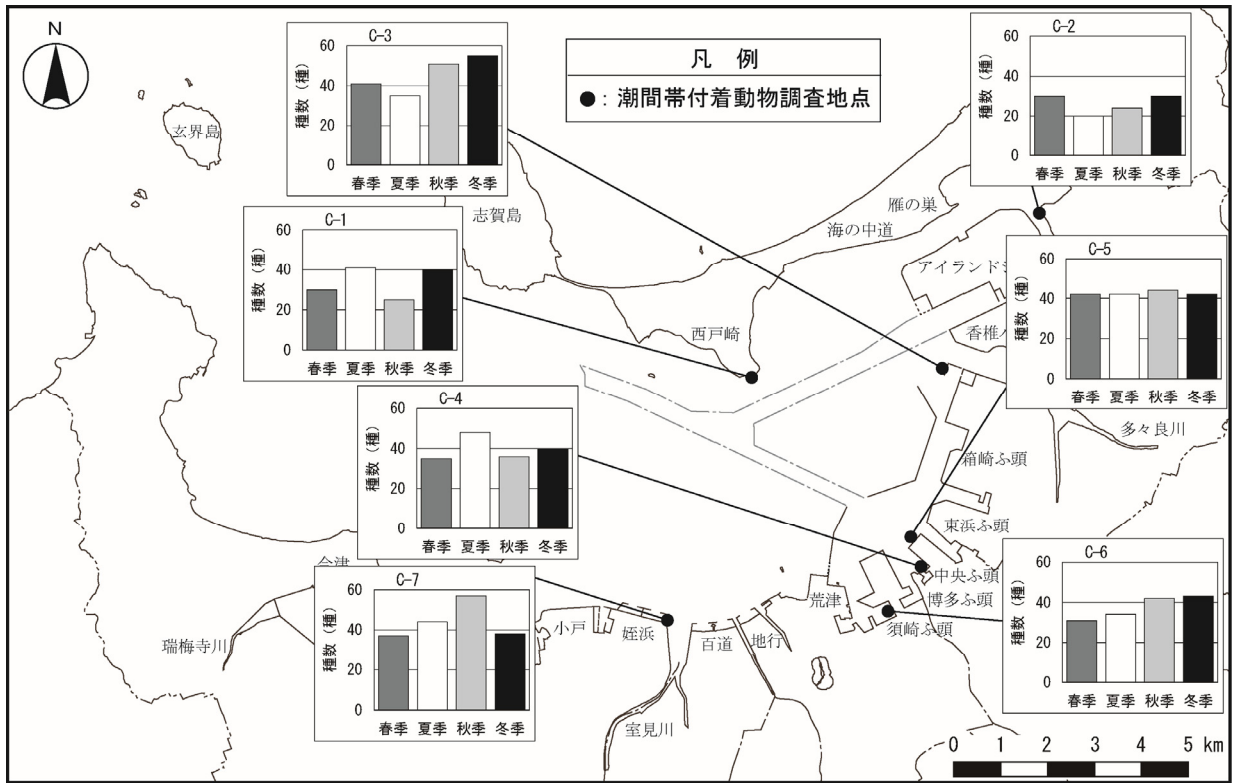 N
凡 例
●：潮間帯付着動物調査地点
C-3
種数（種）
60
40
20
0
春季 夏季 秋季 冬季
C-2
種数（種）
60
40
20
0
春季 夏季 秋季 冬季
C-1
種数（種）
60
40
20
0
春季 夏季 秋季 冬季
C-5
種数（種）
60
40
20
0
春季 夏季 秋季 冬季
C-4
種数（種）
60
40
20
0
春季 夏季 秋季 冬季
C-7
種数（種）
60
40
20
0
春季 夏季 秋季 冬季
C-6
種数（種）
60
40
20
0
春季 夏季 秋季 冬季
玄界島
志賀島
雁の巣
海の中道
アイランド
西戸崎
香椎
多々良川
箱崎ふ頭
東浜ふ頭
中央ふ頭
博多ふ頭
須崎ふ頭
荒津
地行
百道
姪浜
小戸
室見川
瑞梅寺川
0 1 2 3 4 5 km